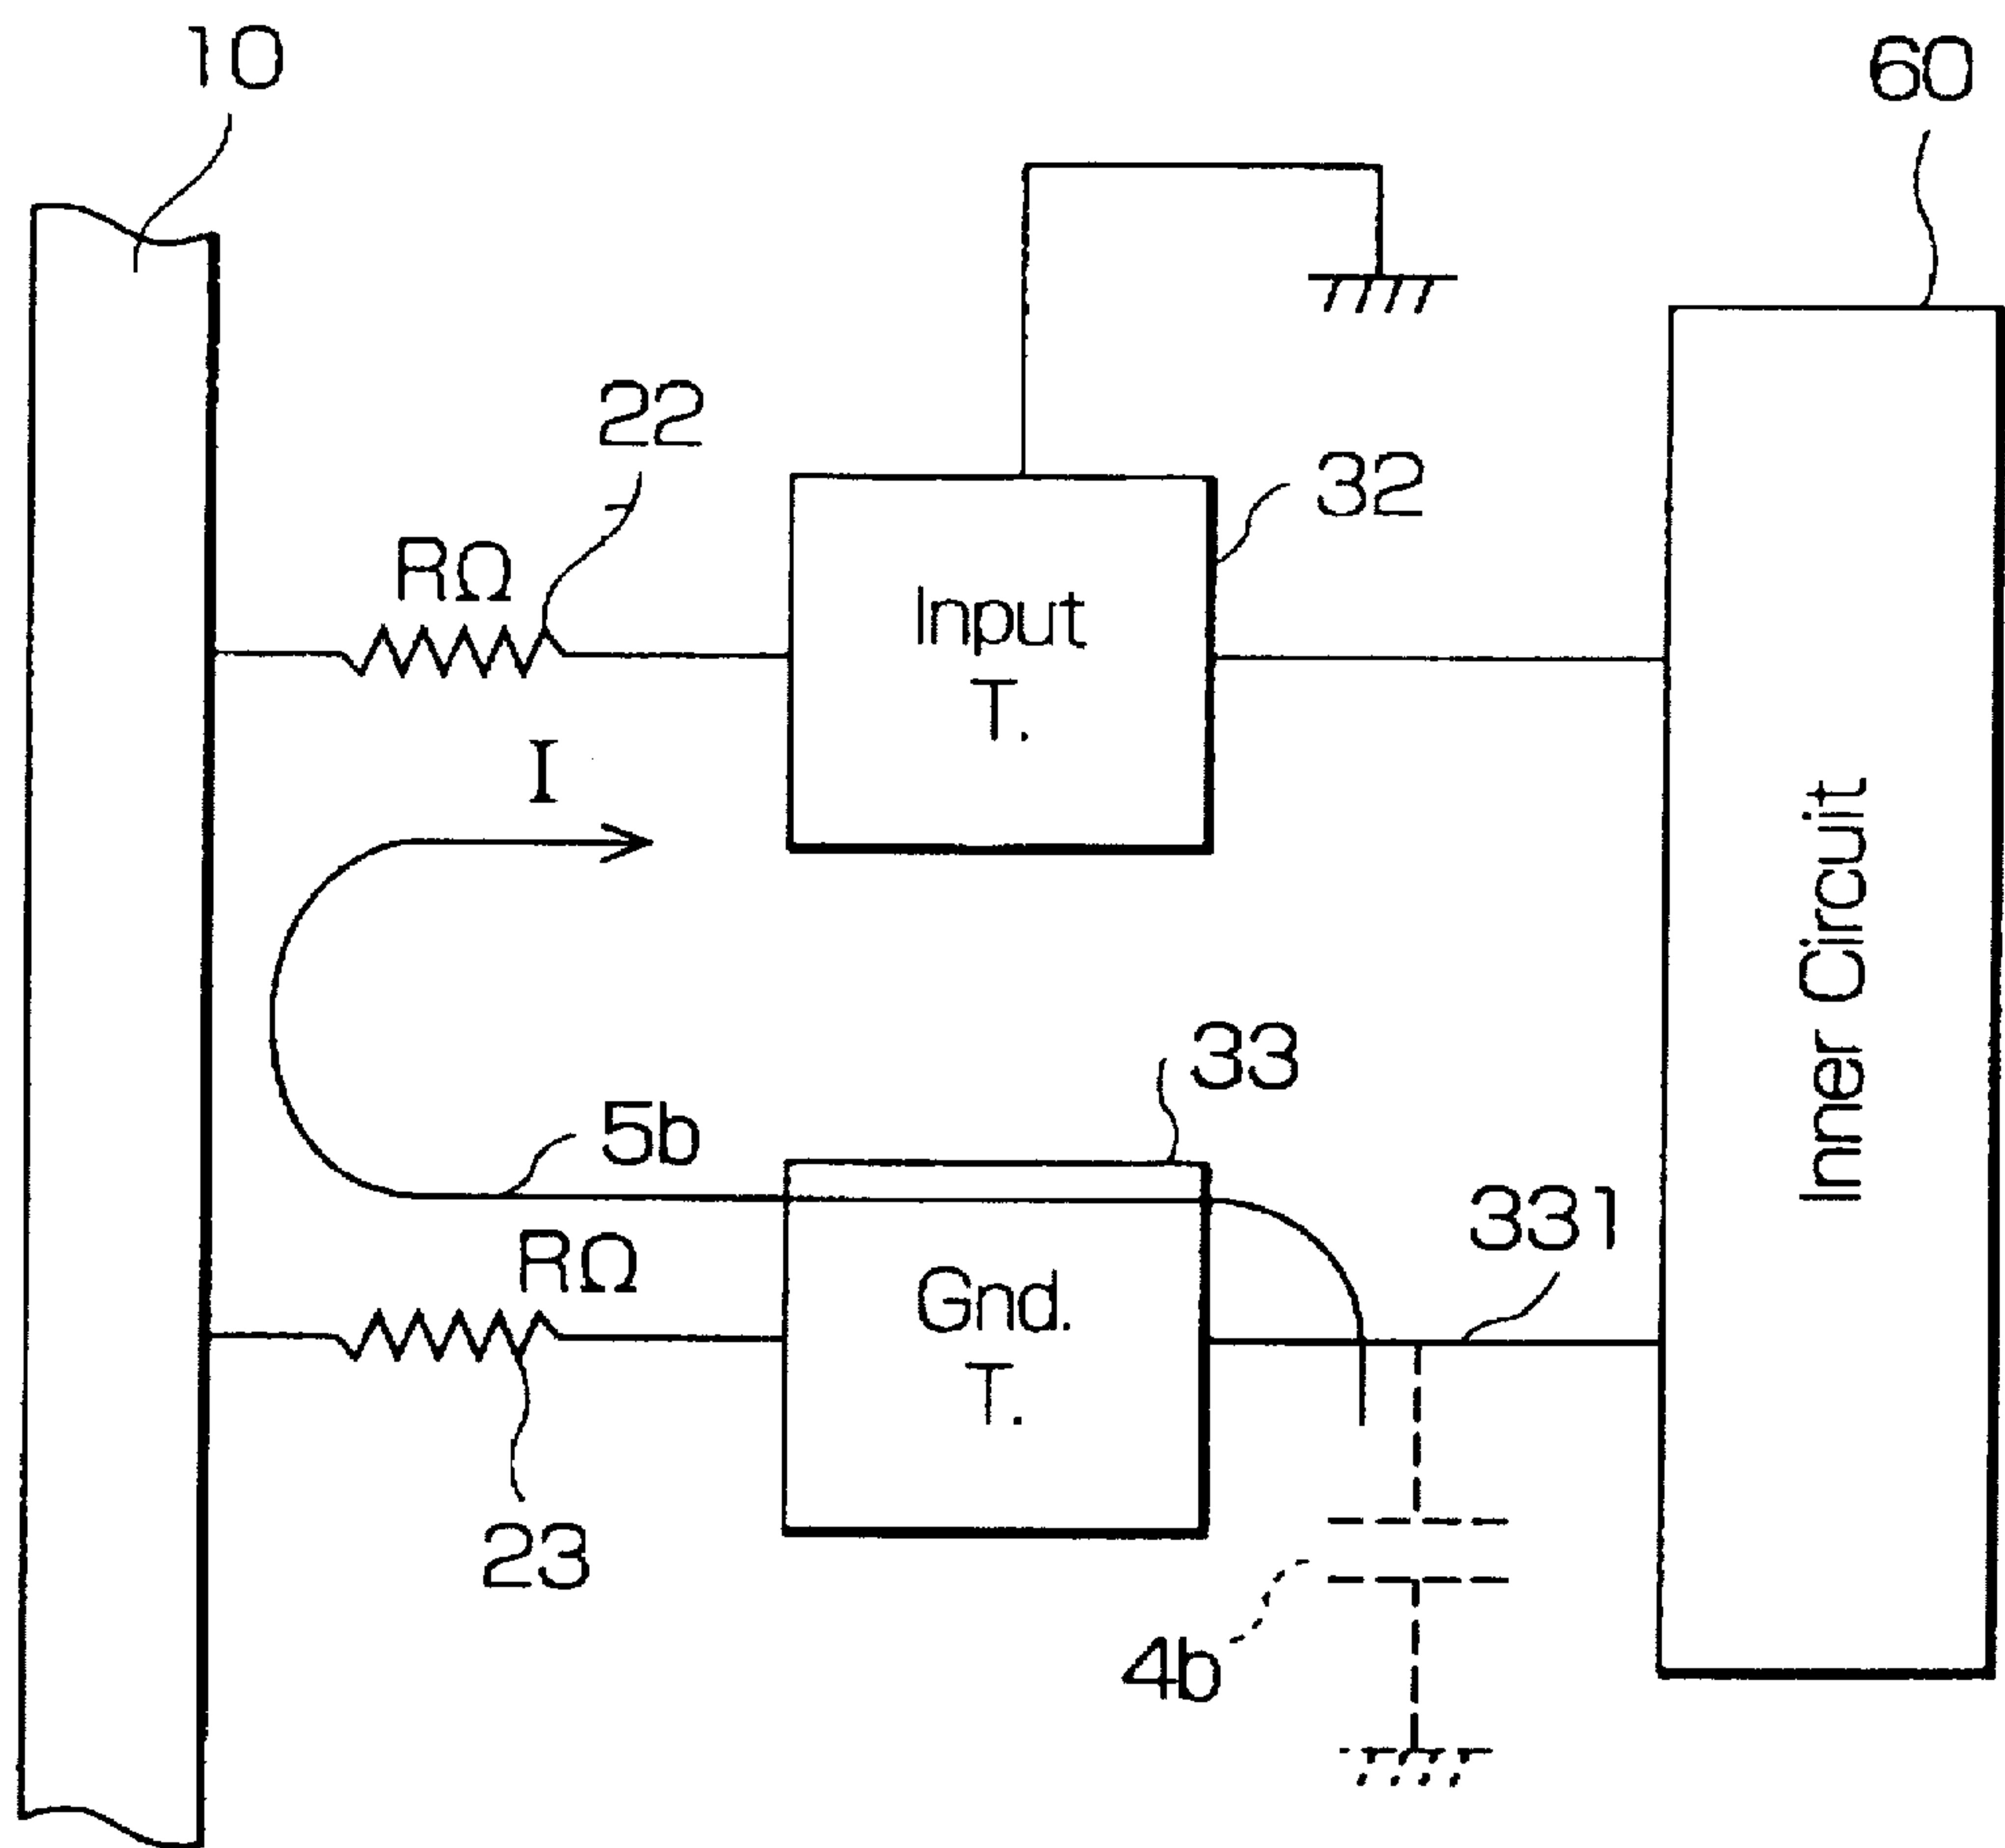 10
60
22
32
RΩ
Input
T.
I
Inner Circuit
33
5b
331
RΩ
Gnd.
T.
23
4b